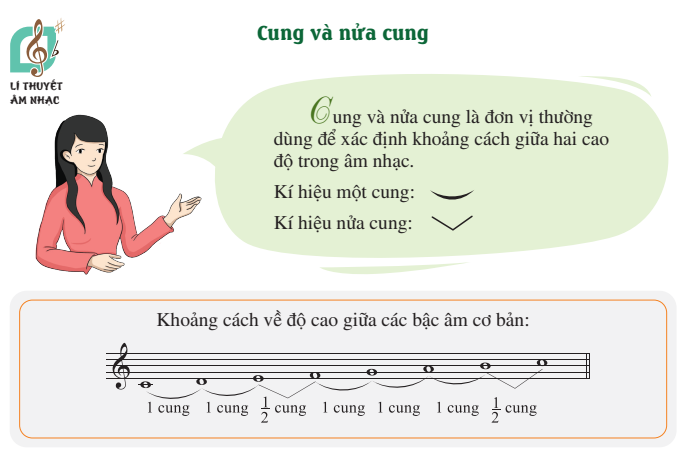 Cung và nửa cung
LÍ THUYẾT
ÂM NHẠC
Cung và nửa cung là đơn vị thường
dùng để xác định khoảng cách giữa hai cao
độ trong âm nhạc.
Kí hiệu một cung:
Kí hiệu nửa cung:
Khoảng cách về độ cao giữa các bậc âm cơ bản:
1 cung 1 cung 1/2 cung 1 cung 1 cung 1 cung 1/2 cung